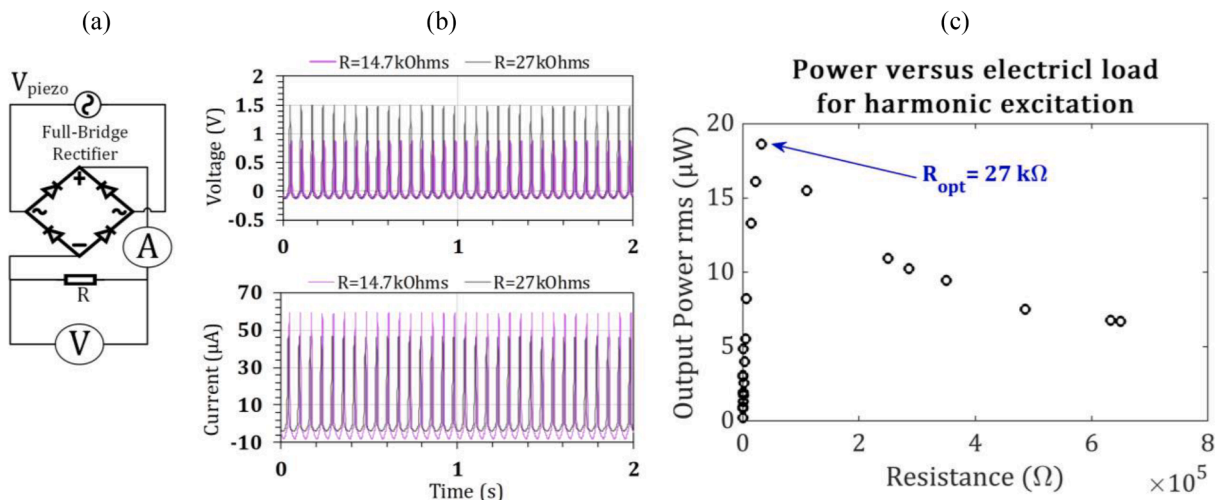 (a)
V_piezo
Full-Bridge
Rectifier
+
~ ~
−
A
R
V
(b)
R=14.7kOhms R=27kOhms
Voltage (V)
2
1.5
1
0.5
0
-0.5
0 1 2
R=14.7kOhms R=27kOhms
Current (µA)
70
50
30
10
-10
0 1 2
Time (s)
(c)
Power versus electricl load
for harmonic excitation
Output Power rms (µW)
20
15
10
5
0
R_opt= 27 kΩ
0 2 4 6 8
Resistance (Ω) ×10^5